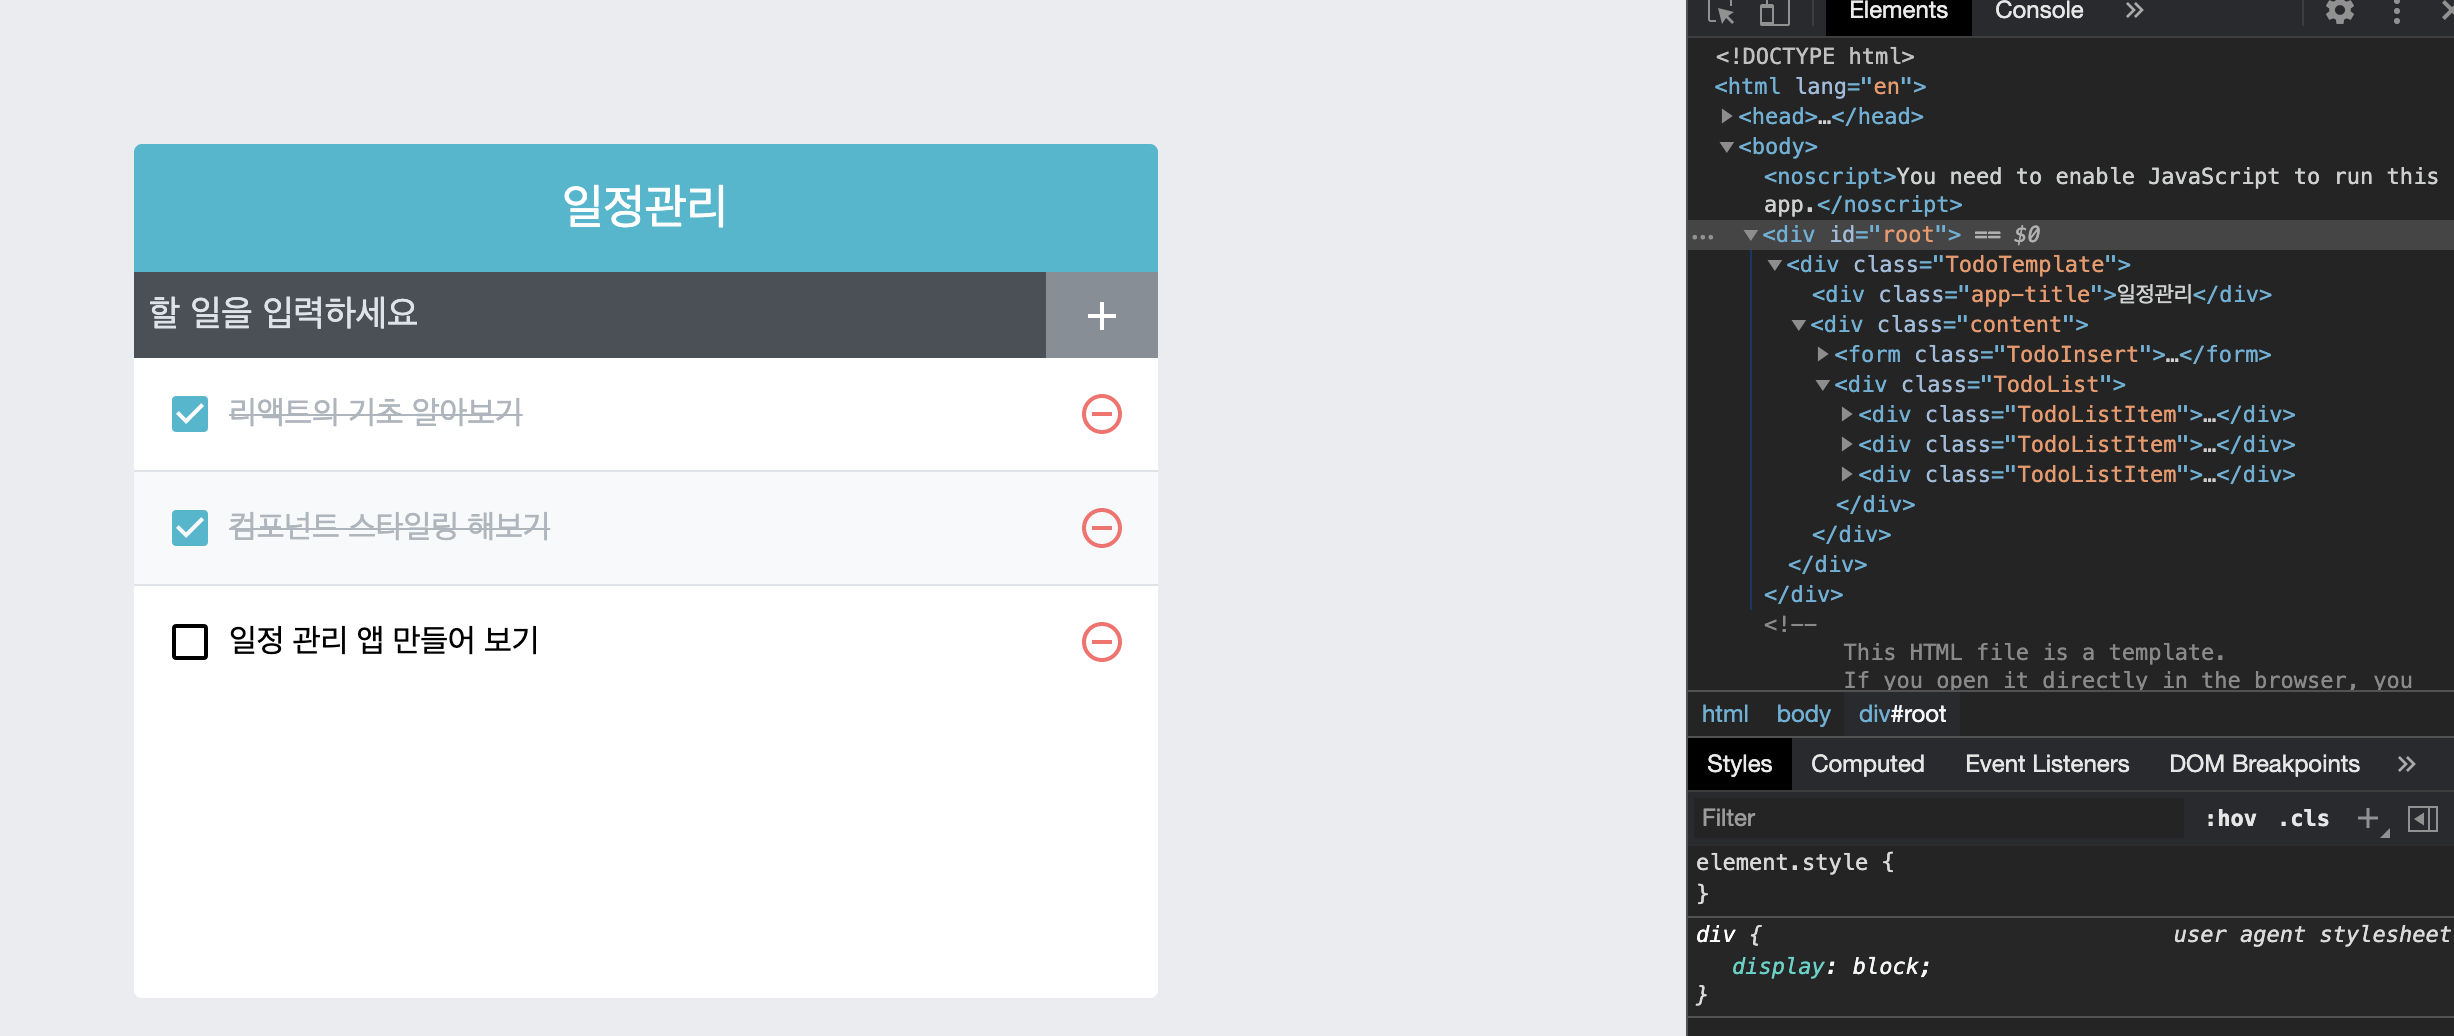 일정관리
할 일을 입력하세요
리액트의 기초 알아보기
컴포넌트 스타일링 해보기
일정 관리 앱 만들어 보기
Elements Console
<!DOCTYPE html>
<html lang="en">
<head>…</head>
<body>
<noscript>You need to enable JavaScript to run this
app.</noscript>
<div id="root"> == $0
<div class="TodoTemplate">
<div class="app-title">일정관리</div>
<div class="content">
<form class="TodoInsert">…</form>
<div class="TodoList">
<div class="TodoListItem">…</div>
<div class="TodoListItem">…</div>
<div class="TodoListItem">…</div>
</div>
</div>
</div>
</div>
<!--
This HTML file is a template.
If you open it directly in the browser, you
html body div#root
Styles Computed Event Listeners DOM Breakpoints
Filter :hov .cls
element.style {
}
div { user agent stylesheet
display: block;
}